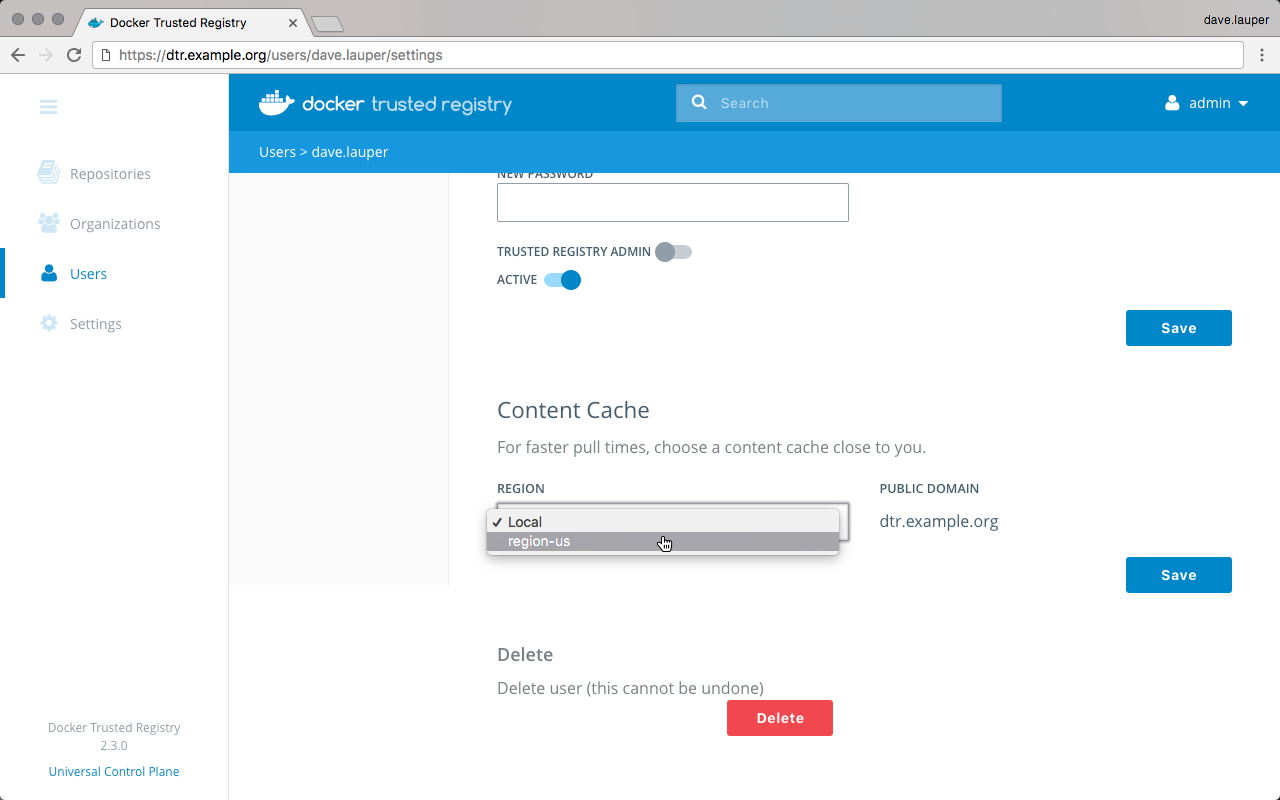 Docker Trusted Registry
dave.lauper
https://dtr.example.org/users/dave.lauper/settings
docker trusted registry
Search
admin
Users > dave.lauper
Repositories
Organizations
Users
Settings
NEW PASSWORD
TRUSTED REGISTRY ADMIN
ACTIVE
Save
Content Cache
For faster pull times, choose a content cache close to you.
REGION
PUBLIC DOMAIN
✓ Local
dtr.example.org
region-us
Save
Delete
Delete user (this cannot be undone)
Delete
Docker Trusted Registry
2.3.0
Universal Control Plane